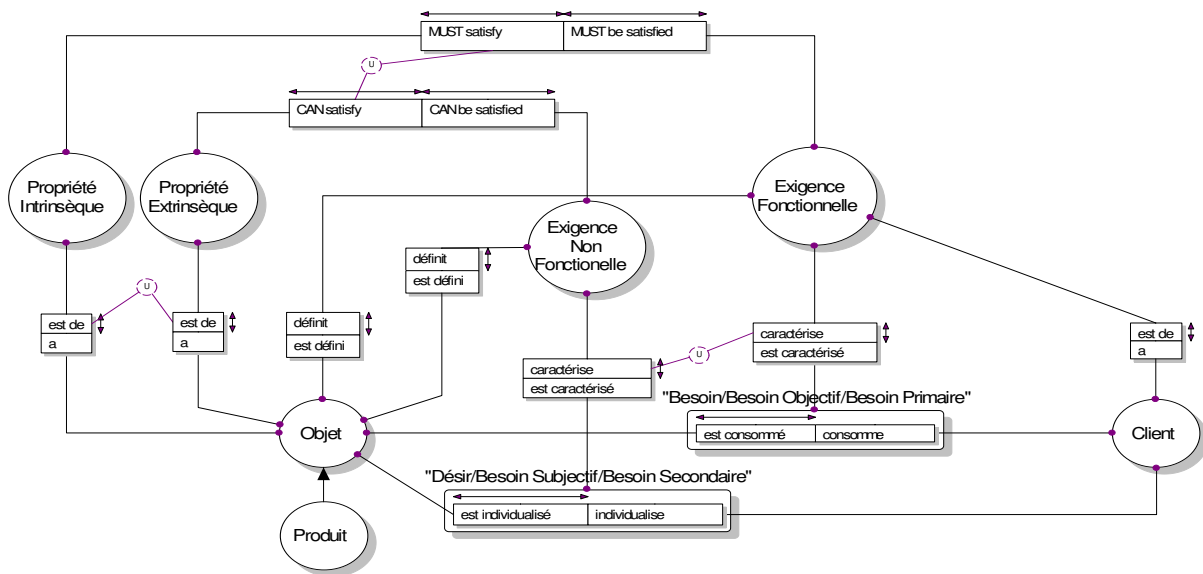 MUST satisfy MUST be satisfied
U
CAN satisfy CAN be satisfied
Propriété
Intrinsèque
Propriété
Extrinsèque
Exigence
Fonctionnelle
Exigence
Non
Fonctionelle
définit
est défini
U
est de
a
est de
a
définit
est défini
caractérise
est caractérisé
est de
a
U
caractérise
est caractérisé
"Besoin/Besoin Objectif/Besoin Primaire"
Objet
est consommé consomme
Client
"Désir/Besoin Subjectif/Besoin Secondaire"
est individualisé individualise
Produit